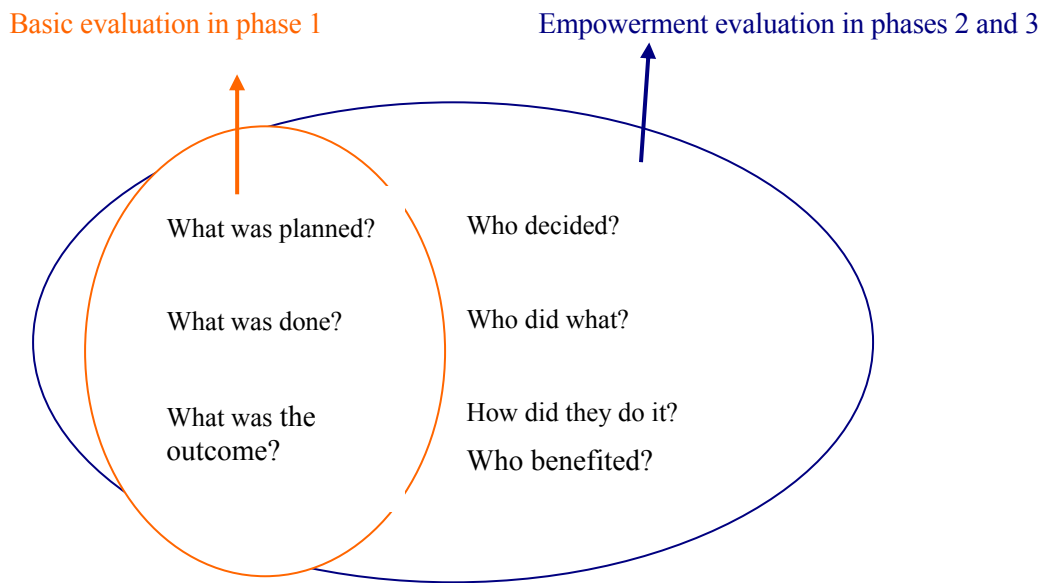 Basic evaluation in phase 1
Empowerment evaluation in phases 2 and 3
What was planned?
Who decided?
What was done?
Who did what?
What was the
outcome?
How did they do it?
Who benefited?